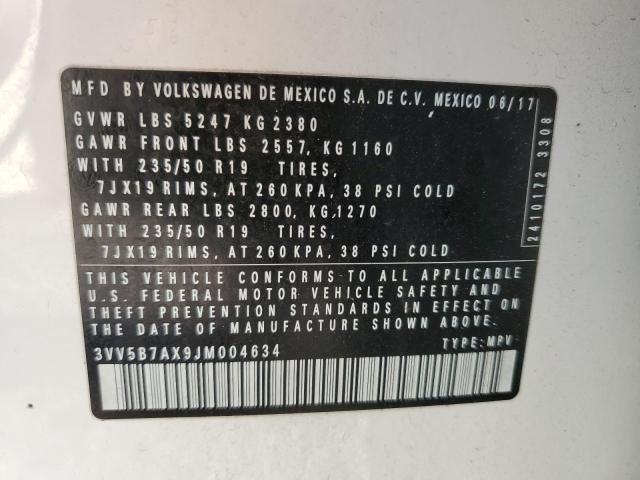 MFD BY VOLKSWAGEN DE MEXICO S.A. DE C.V. MEXICO 06/17
GVWR LBS 5247 KG 2380
GAWR FRONT LBS 2557, KG 1160
WITH 235/50 R19 TIRES,
7JX19 RIMS, AT 260 KPA, 38 PSI COLD
GAWR REAR LBS 2800, KG 1270
WITH 235/50 R19 TIRES,
7JX19 RIMS, AT 260 KPA, 38 PSI COLD
THIS VEHICLE CONFORMS TO ALL APPLICABLE
U.S. FEDERAL MOTOR VEHICLE SAFETY AND
THEFT PREVENTION STANDARDS IN EFFECT ON
THE DATE OF MANUFACTURE SHOWN ABOVE.
3VV5B7AX9JM004634 TYPE: MPV
2410172 3308